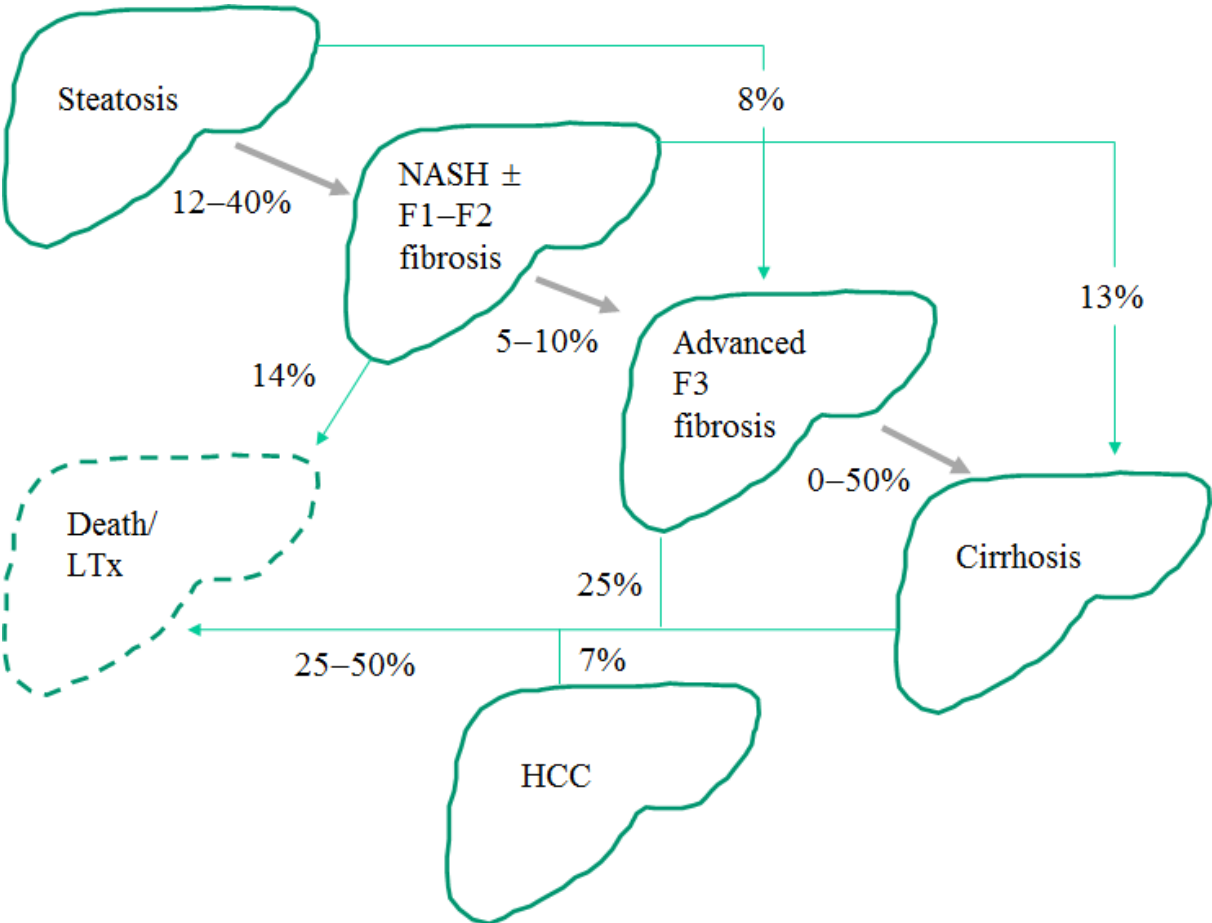 Steatosis
8%
12–40%
NASH ±
F1–F2
fibrosis
13%
5–10%
Advanced
F3
fibrosis
14%
0–50%
Death/
LTx
Cirrhosis
25%
25–50%
7%
HCC